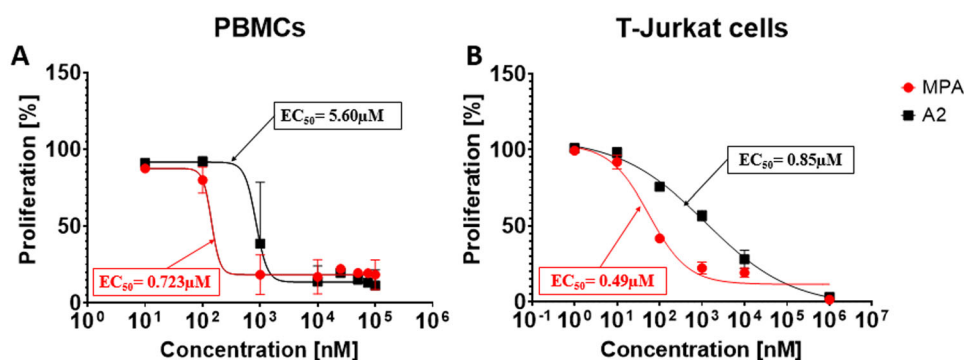 PBMCs
T-Jurkat cells
A
B
MPA
A2
Proliferation [%]
150
100
50
0
EC50= 5.60µM
EC50= 0.723µM
10^0 10^1 10^2 10^3 10^4 10^5 10^6
Concentration [nM]
Proliferation [%]
150
100
50
0
EC50= 0.85µM
EC50= 0.49µM
10^-1 10^0 10^1 10^2 10^3 10^4 10^5 10^6 10^7
Concentration [nM]